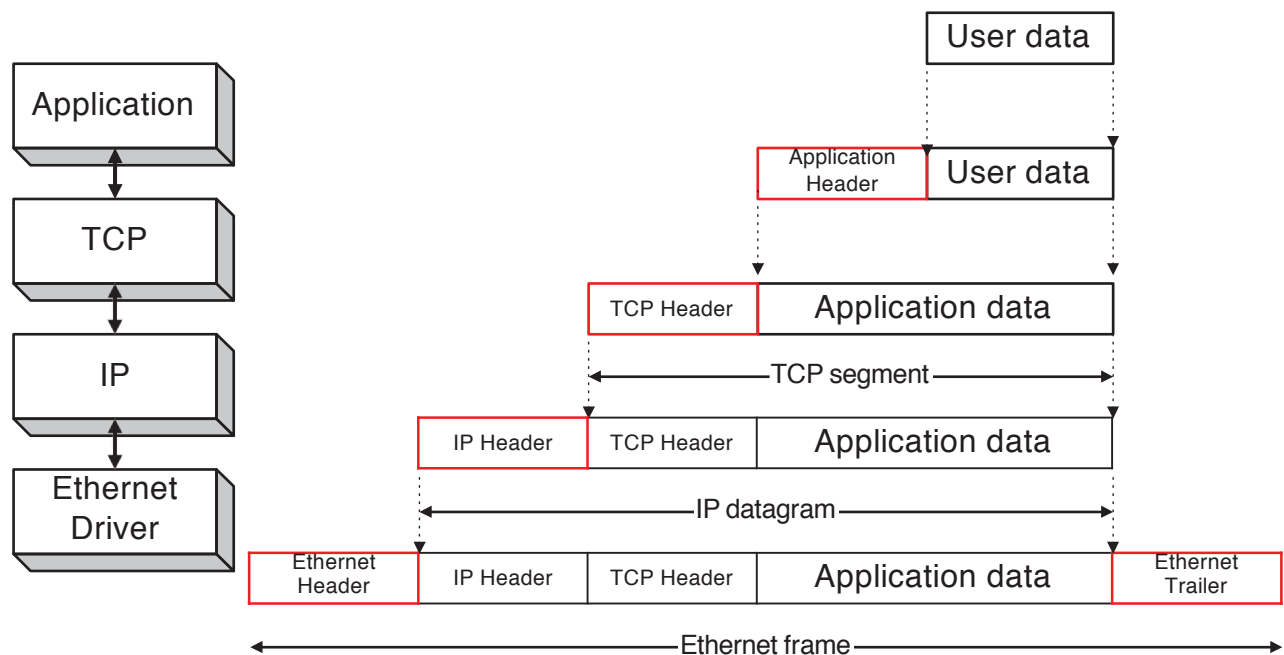 User data
Application
Application
Header
User data
TCP
TCP Header
Application data
TCP segment
IP
IP Header
TCP Header
Application data
IP datagram
Ethernet
Driver
Ethernet
Header
IP Header
TCP Header
Application data
Ethernet
Trailer
Ethernet frame